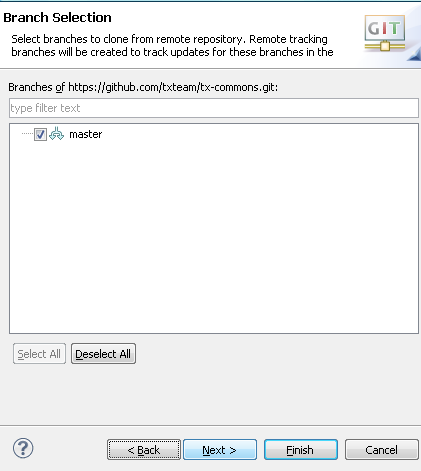 Branch Selection
Select branches to clone from remote repository. Remote tracking
branches will be created to track updates for these branches in the
GIT
Branches of https://github.com/txteam/tx-commons.git:
type filter text
master
Select All
Deselect All
?
< Back
Next >
Finish
Cancel